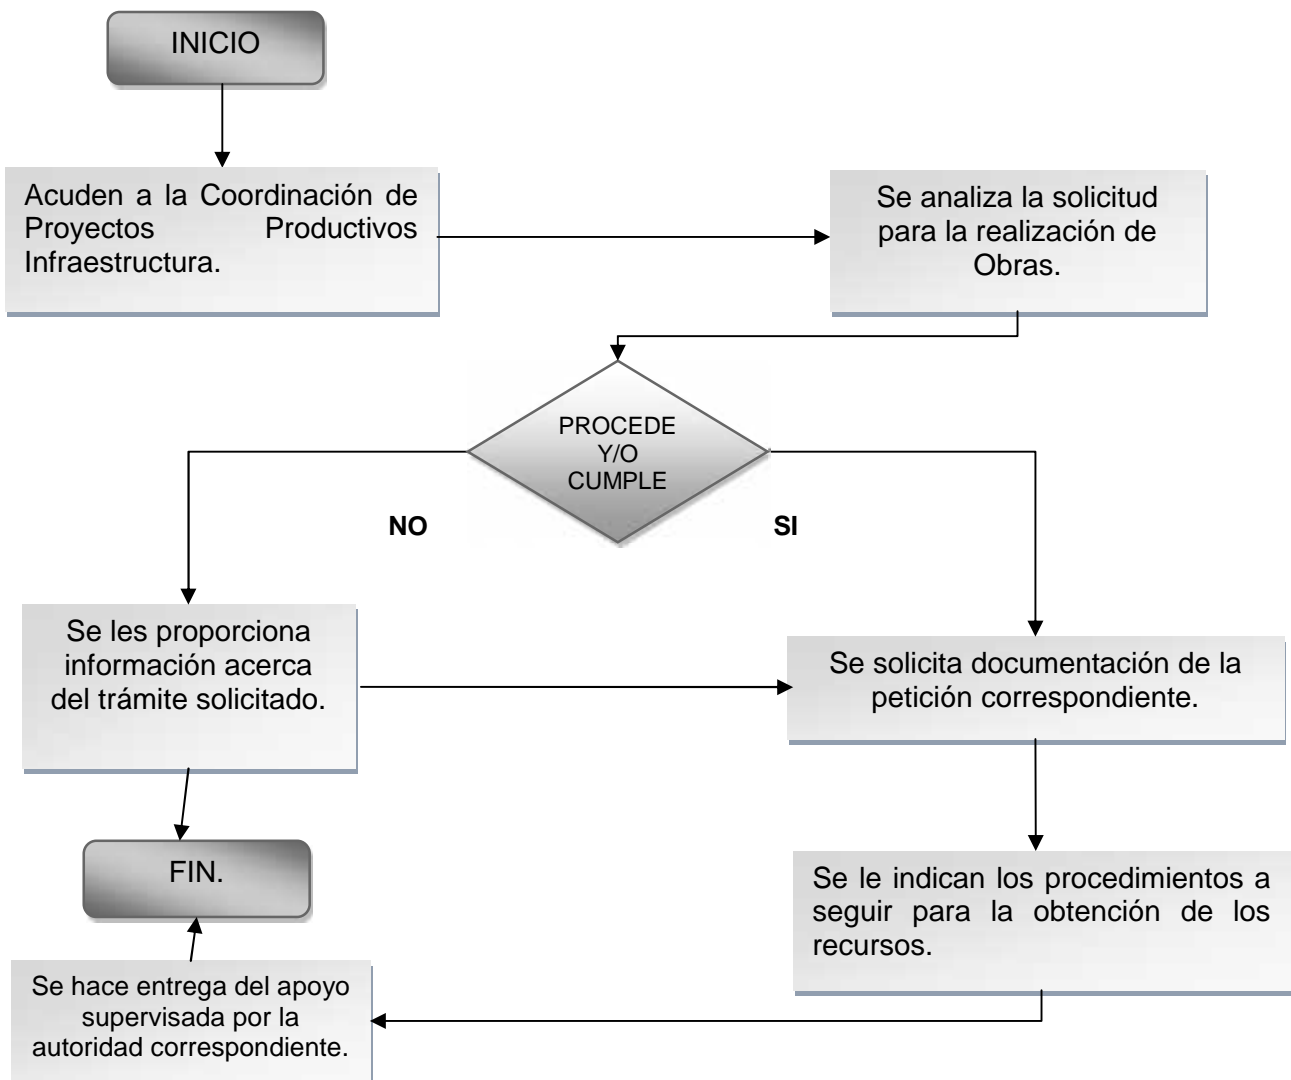 INICIO
Acuden a la Coordinación de
Proyectos Productivos
Infraestructura.
Se analiza la solicitud
para la realización de
Obras.
PROCEDE
Y/O
CUMPLE
NO
SI
Se les proporciona
información acerca
del trámite solicitado.
Se solicita documentación de la
petición correspondiente.
FIN.
Se le indican los procedimientos a
seguir para la obtención de los
recursos.
Se hace entrega del apoyo
supervisada por la
autoridad correspondiente.